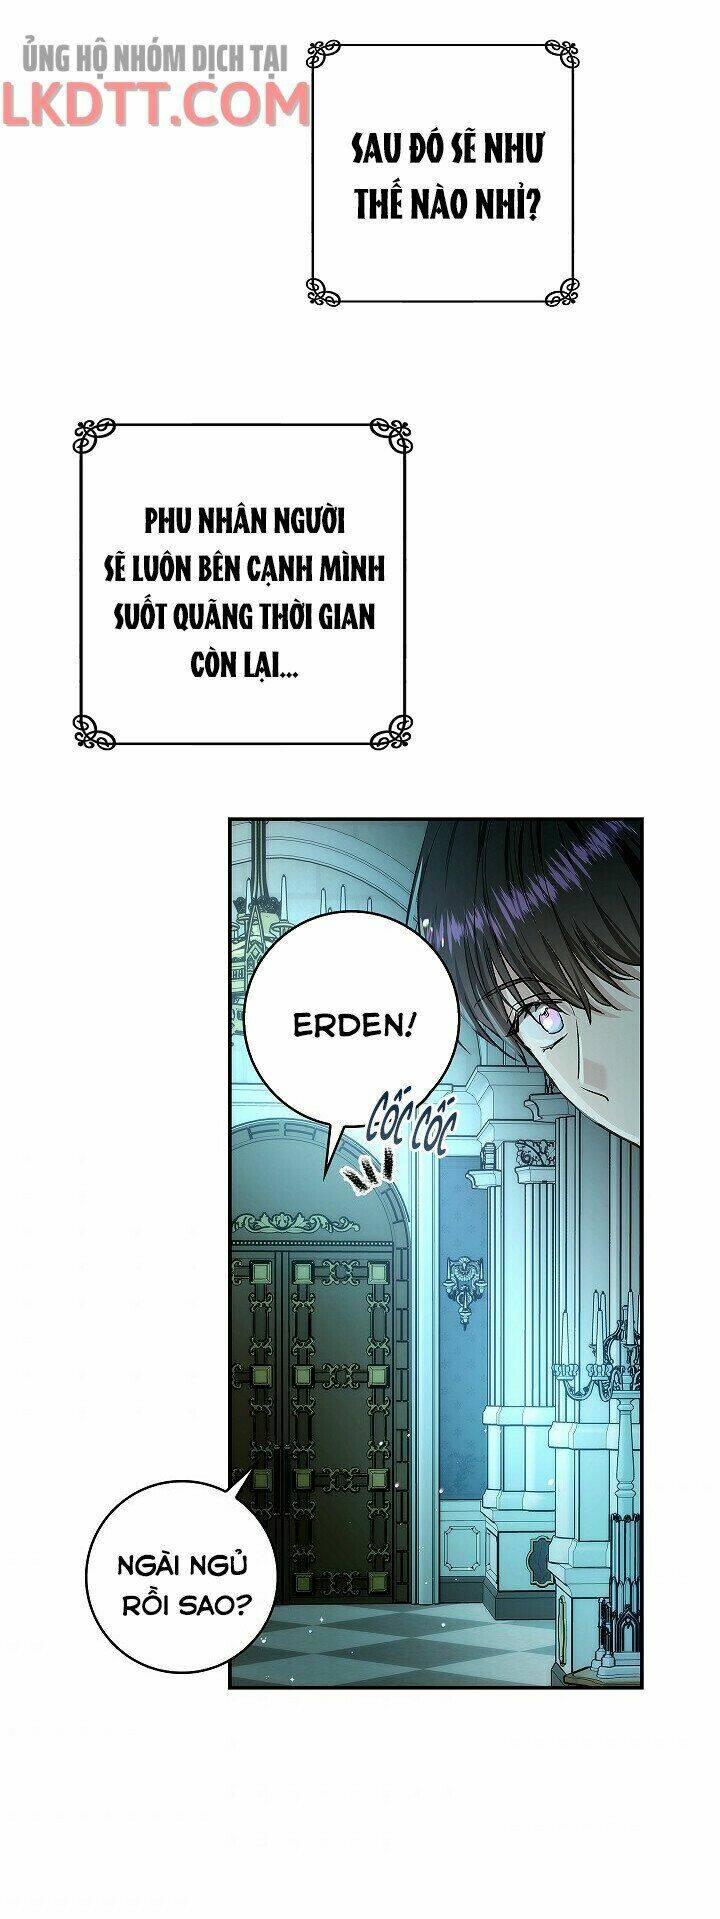 ỦNG HỘ NHÓM DỊCH TẠI
LKDTT.COM
SAU ĐÓ SẼ NHƯ
THẾ NÀO NHỈ?
PHU NHÂN NGƯỜI
SẼ LUÔN BÊN CẠNH MÌNH
SUỐT QUÃNG THỜI GIAN
CÒN LẠI...
ERDEN!
CỐC CỐC
NGÀI NGỦ
RỒI SAO?